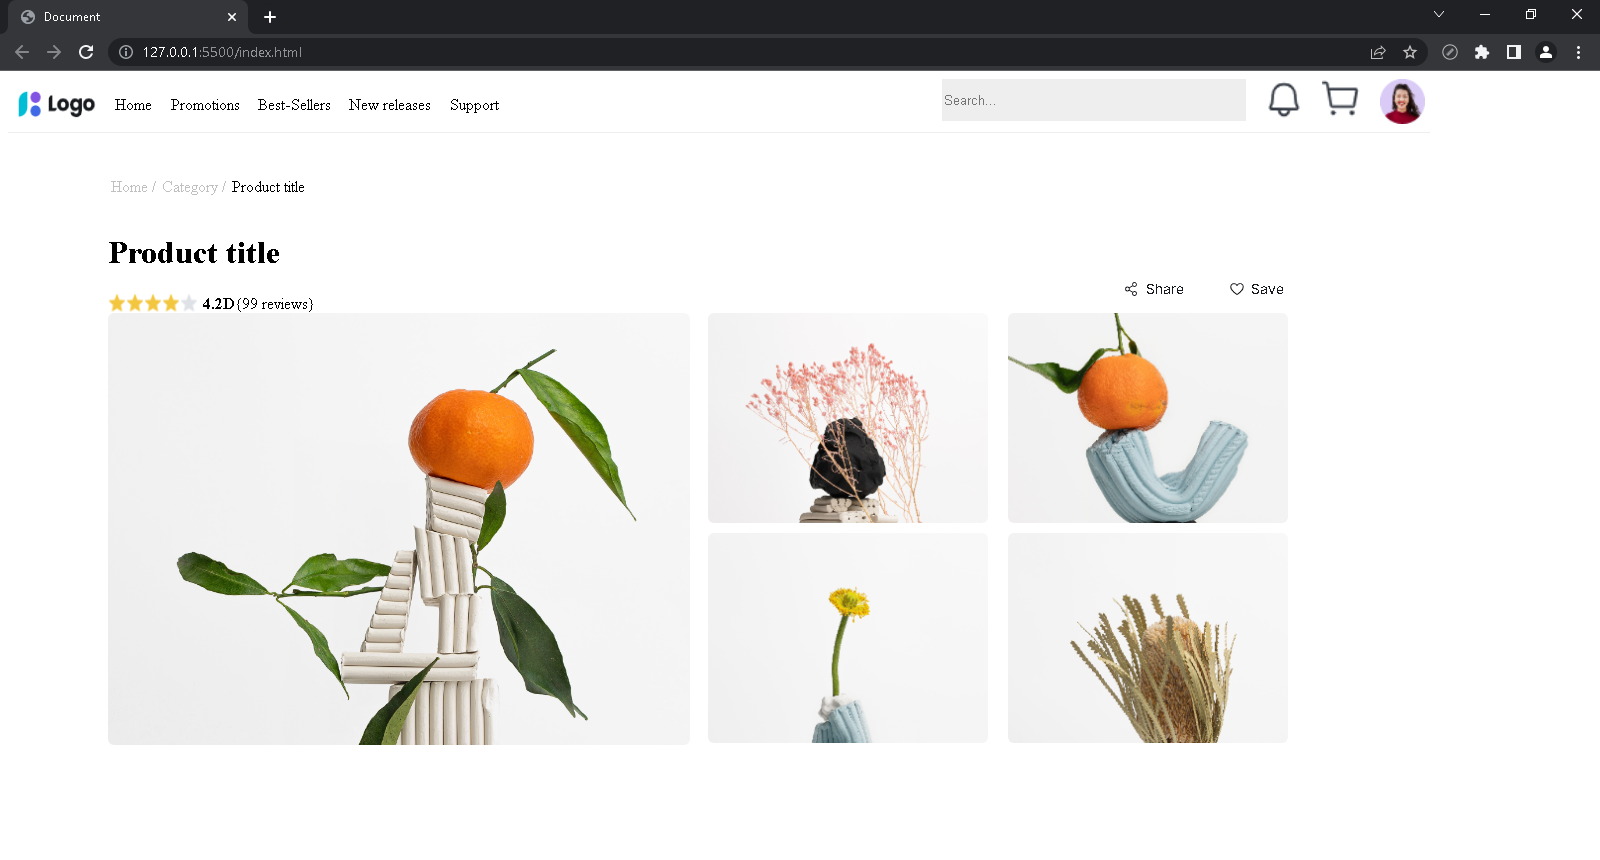 Document
127.0.0.1:5500/index.html
Logo Home Promotions Best-Sellers New releases Support Search...
Home / Category / Product title
Product title
4.2D(99 reviews) Share Save